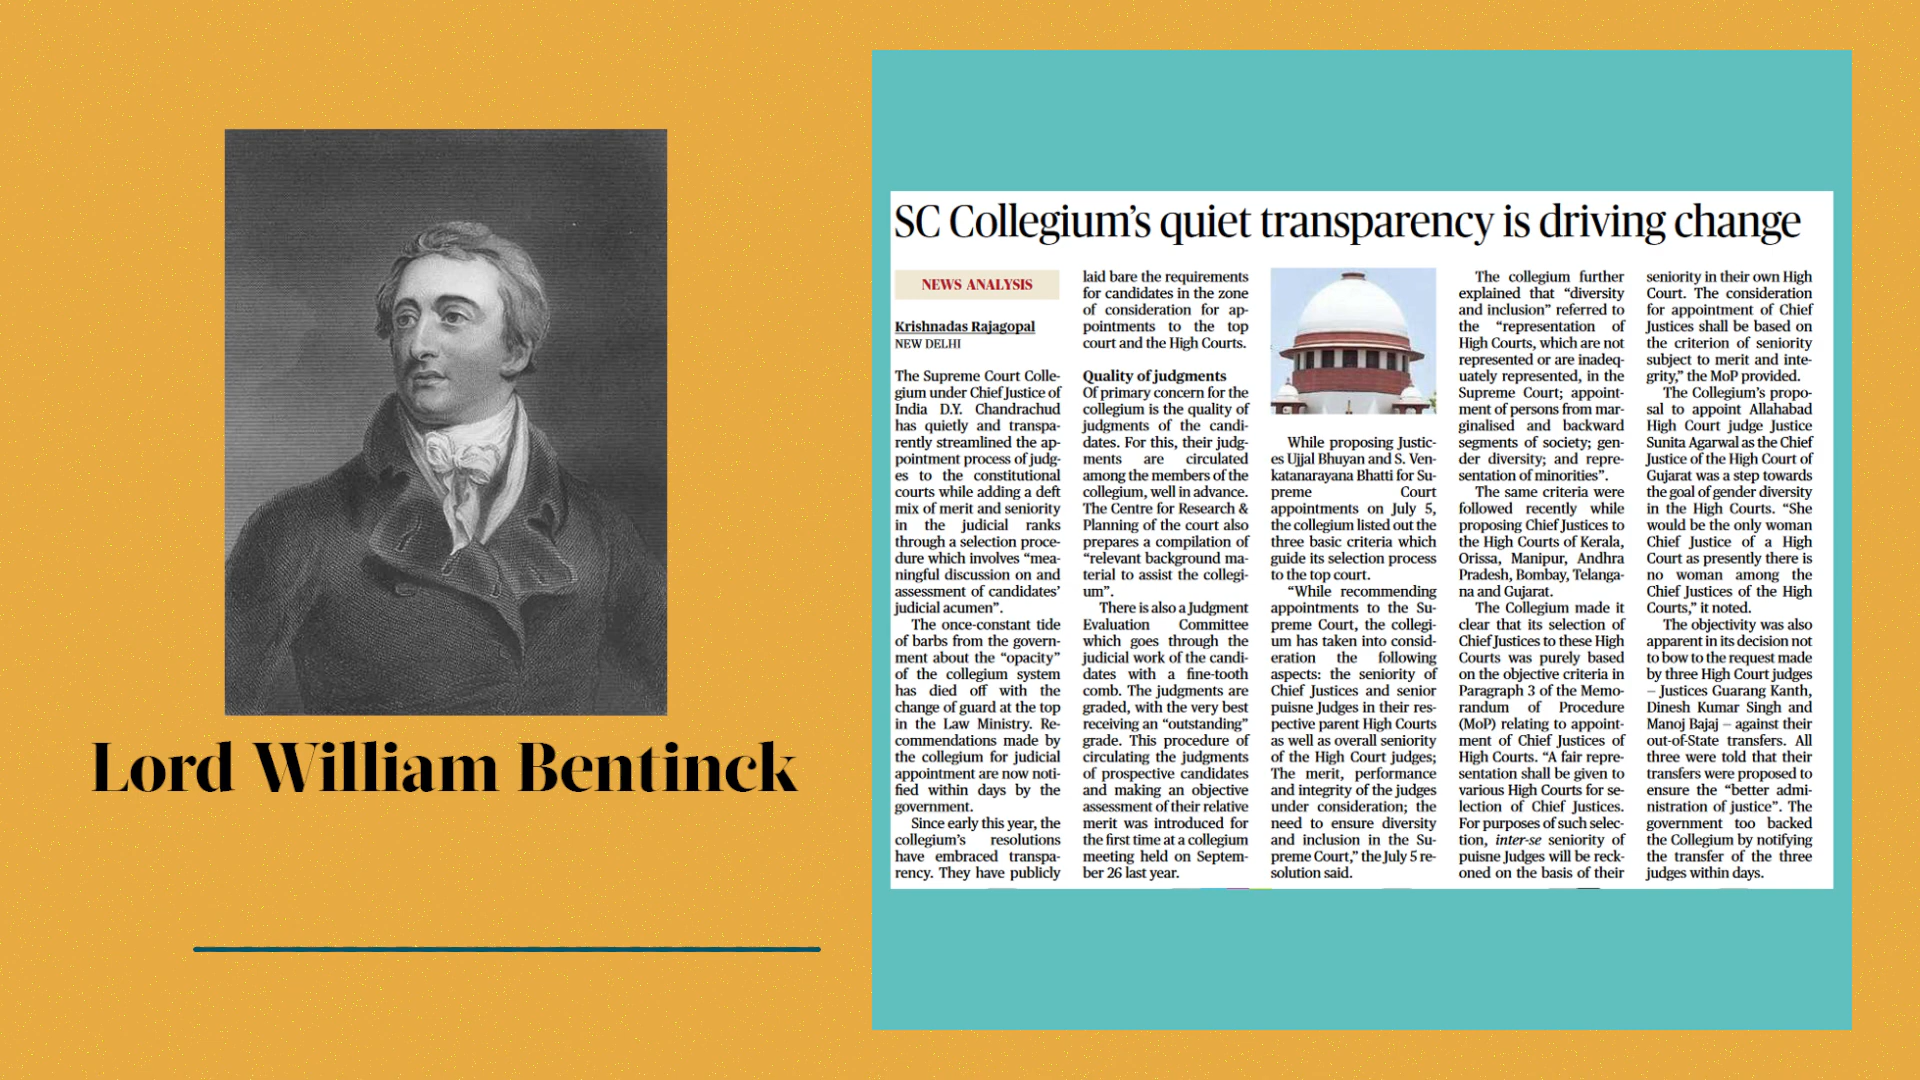 Lord William Bentinck
SC Collegium's quiet transparency is driving change
NEWS ANALYSIS
Krishnadas Rajagopal
NEW DELHI
The Supreme Court Colle-
gium under Chief Justice of
India D.Y. Chandrachud
has quietly and transpa-
rently streamlined the ap-
pointment process of judg-
es to the constitutional
courts while adding a deft
mix of merit and seniority
in the judicial ranks
through a selection proce-
dure which involves “mea-
ningful discussion on and
assessment of candidates’
judicial acumen”.
The once-constant tide
of barbs from the govern-
ment about the “opacity”
of the collegium system
has died off with the
change of guard at the top
in the Law Ministry. Re-
commendations made by
the collegium for judicial
appointment are now noti-
fied within days by the
government.
Since early this year, the
collegium’s resolutions
have embraced transpa-
rency. They have publicly
laid bare the requirements
for candidates in the zone
of consideration for ap-
pointments to the top
court and the High Courts.
Quality of judgments
Of primary concern for the
collegium is the quality of
judgments of the candi-
dates. For this, their judg-
ments are circulated
among the members of the
collegium, well in advance.
The Centre for Research &
Planning of the court also
prepares a compilation of
“relevant background ma-
terial to assist the collegi-
um”.
There is also a Judgment
Evaluation Committee
which goes through the
judicial work of the candi-
dates with a fine-tooth
comb. The judgments are
graded, with the very best
receiving an “outstanding”
grade. This procedure of
circulating the judgments
of prospective candidates
and making an objective
assessment of their relative
merit was introduced for
the first time at a collegium
meeting held on Septem-
ber 26 last year.
While proposing Justic-
es Ujjal Bhuyan and S. Ven-
katanarayana Bhatti for Su-
preme Court
appointments on July 5,
the collegium listed out the
three basic criteria which
guide its selection process
to the top court.
“While recommending
appointments to the Su-
preme Court, the collegi-
um has taken into consid-
eration the following
aspects: the seniority of
Chief Justices and senior
puisne Judges in their res-
pective parent High Courts
as well as overall seniority
of the High Court judges;
The merit, performance
and integrity of the judges
under consideration; the
need to ensure diversity
and inclusion in the Su-
preme Court,” the July 5 re-
solution said.
The collegium further
explained that “diversity
and inclusion” referred to
the “representation of
High Courts, which are not
represented or are inadeq-
uately represented, in the
Supreme Court; appoint-
ment of persons from mar-
ginalised and backward
segments of society; gen-
der diversity; and repre-
sentation of minorities”.
The same criteria were
followed recently while
proposing Chief Justices to
the High Courts of Kerala,
Orissa, Manipur, Andhra
Pradesh, Bombay, Telanga-
na and Gujarat.
The Collegium made it
clear that its selection of
Chief Justices to these High
Courts was purely based
on the objective criteria in
Paragraph 3 of the Memo-
randum of Procedure
(MoP) relating to appoint-
ment of Chief Justices of
High Courts. “A fair repre-
sentation shall be given to
various High Courts for se-
lection of Chief Justices.
For purposes of such selec-
tion, inter-se seniority of
puisne Judges will be reck-
oned on the basis of their
seniority in their own High
Court. The consideration
for appointment of Chief
Justices shall be based on
the criterion of seniority
subject to merit and inte-
grity,” the MoP provided.
The Collegium’s propo-
sal to appoint Allahabad
High Court judge Justice
Sunita Agarwal as the Chief
Justice of the High Court of
Gujarat was a step towards
the goal of gender diversity
in the High Courts. “She
would be the only woman
Chief Justice of a High
Court as presently there is
no woman among the
Chief Justices of the High
Courts,” it noted.
The objectivity was also
apparent in its decision not
to bow to the request made
by three High Court judges
– Justices Guarang Kanth,
Dinesh Kumar Singh and
Manoj Bajaj – against their
out-of-State transfers. All
three were told that their
transfers were proposed to
ensure the “better admi-
nistration of justice”. The
government too backed
the Collegium by notifying
the transfer of the three
judges within days.